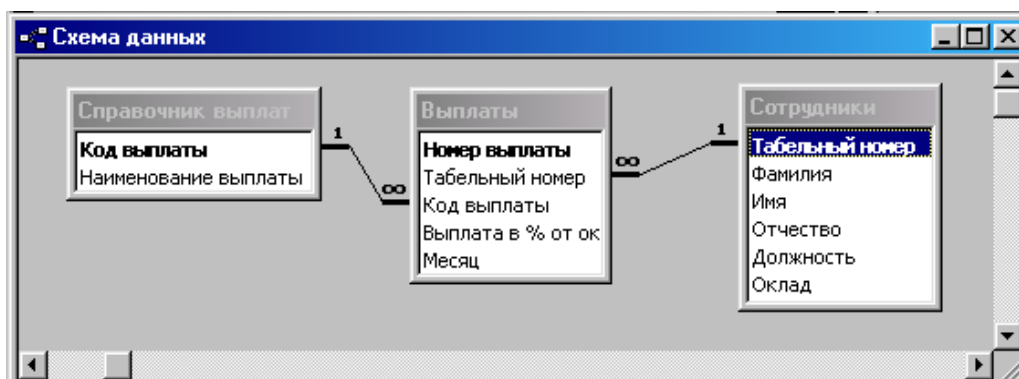 Схема данных
Справочник выплат
Код выплаты
Наименование выплаты
1
∞
Выплаты
Номер выплаты
Табельный номер
Код выплаты
Выплата в % от ок
Месяц
∞
1
Сотрудники
Табельный номер
Фамилия
Имя
Отчество
Должность
Оклад